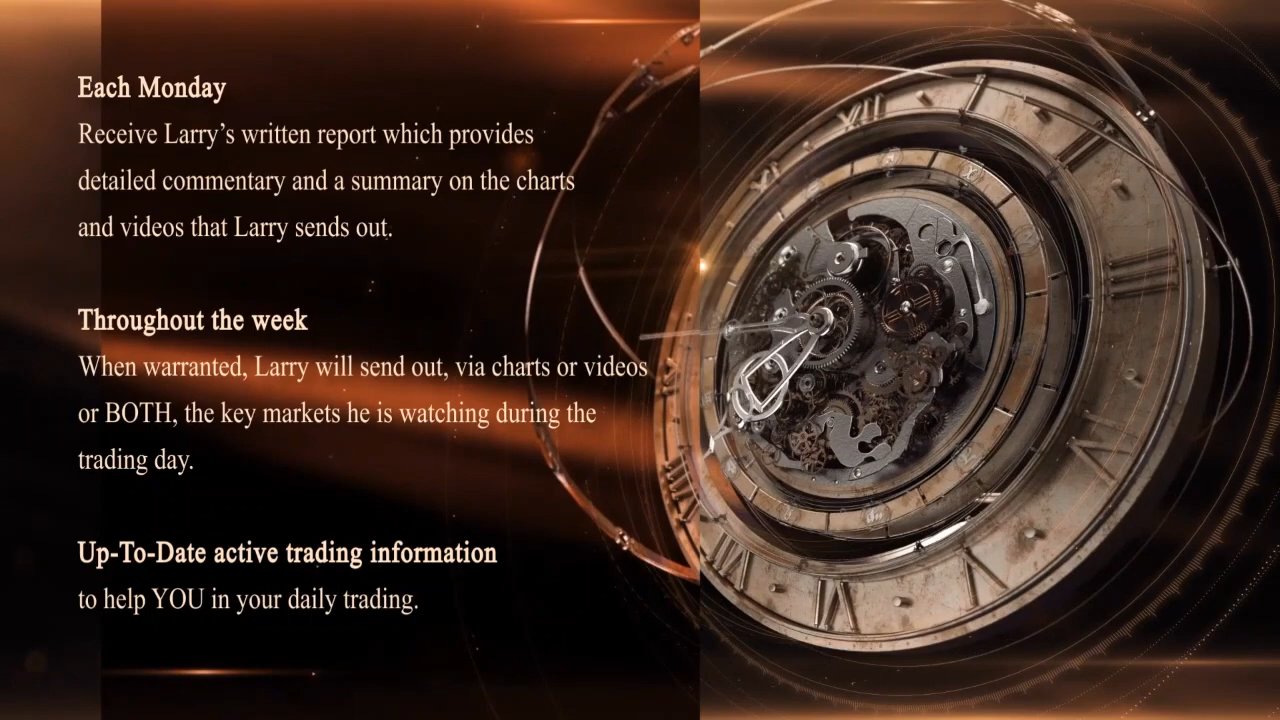 Each Monday
Receive Larry’s written report which provides
detailed commentary and a summary on the charts
and videos that Larry sends out.
Throughout the week
When warranted, Larry will send out, via charts or videos
or BOTH, the key markets he is watching during the
trading day.
Up-To-Date active trading information
to help YOU in your daily trading.